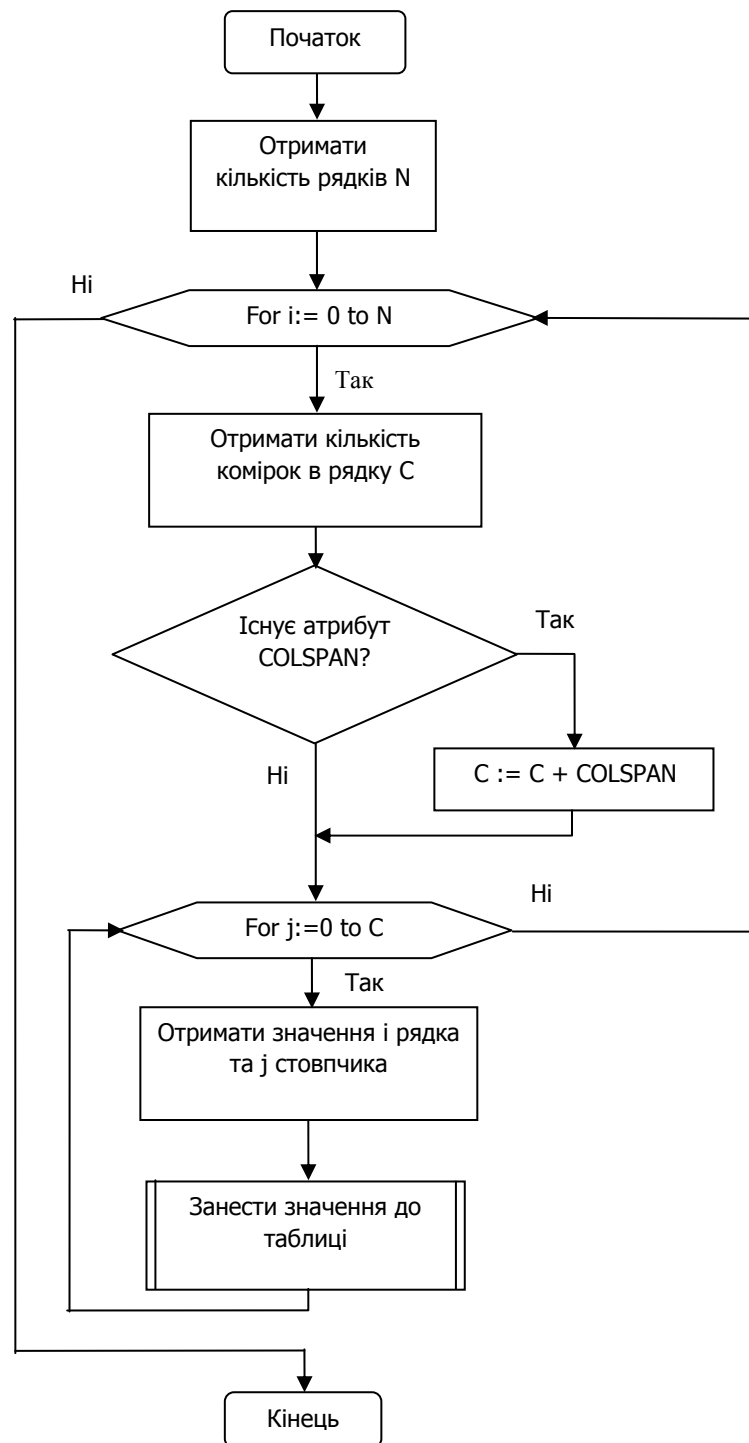 Початок
Отримати
кількість рядків N
Ні
For i:= 0 to N
Так
Отримати кількість
комірок в рядку C
Існує атрибут
COLSPAN?
Так
Ні
C := C + COLSPAN
For j:=0 to C
Ні
Так
Отримати значення i рядка
та j стовпчика
Занести значення до
таблиці
Кінець